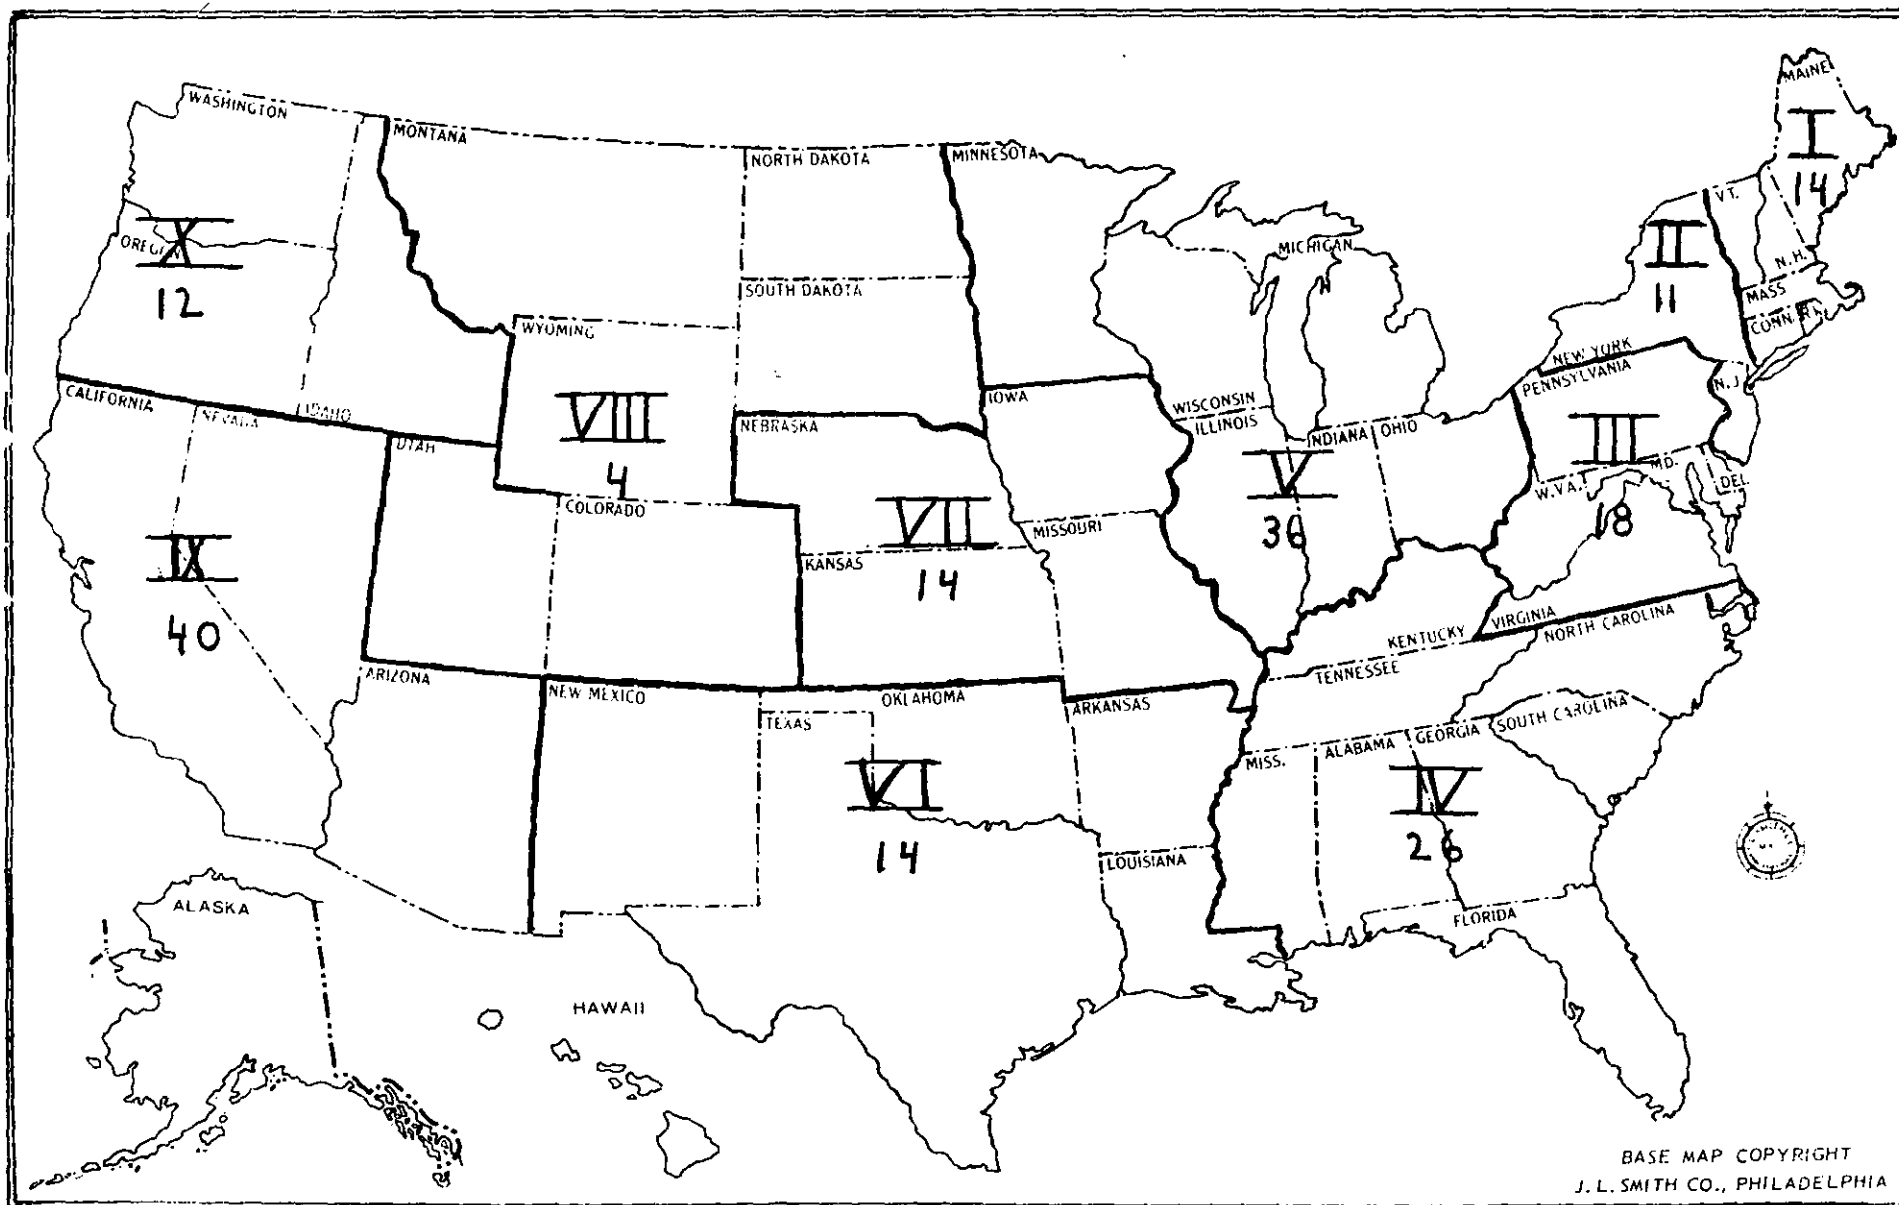 MAINE
I
14
WASHINGTON
MONTANA
NORTH DAKOTA
MINNESOTA
VT.
X
OREGON
12
MICHIGAN
II
11
N.H.
MASS
CONN.
R.I.
SOUTH DAKOTA
WYOMING
NEW YORK
PENNSYLVANIA
N.J.
CALIFORNIA
NEVADA
IDAHO
UTAH
VIII
4
NEBRASKA
IOWA
WISCONSIN
ILLINOIS
INDIANA
OHIO
III
18
MD.
DEL.
W.VA.
V
36
COLORADO
VII
14
MISSOURI
KANSAS
IX
40
KENTUCKY
VIRGINIA
NORTH CAROLINA
TENNESSEE
ARIZONA
NEW MEXICO
OKLAHOMA
TEXAS
ARKANSAS
SOUTH CAROLINA
GEORGIA
ALABAMA
MISS.
VI
14
IV
26
LOUISIANA
FLORIDA
ALASKA
HAWAII
BASE MAP COPYRIGHT
J. L. SMITH CO., PHILADELPHIA